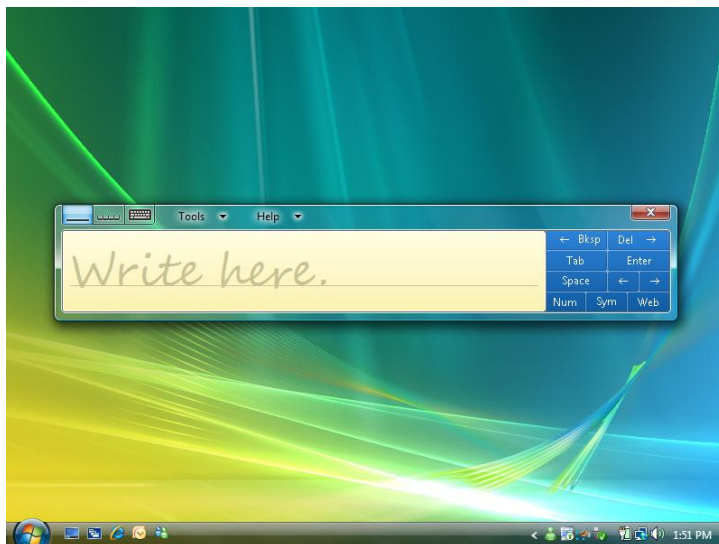 Tools Help
Write here.
← Bksp Del →
Tab Enter
Space ← →
Num Sym Web
1:51 PM